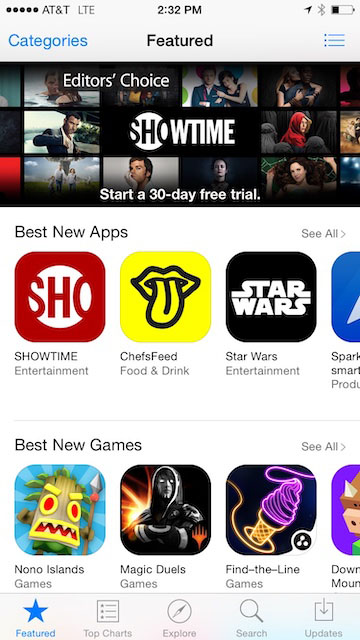 AT&T LTE 2:32 PM
Categories Featured
Editors' Choice
SHOWTIME
Start a 30-day free trial.
Best New Apps See All >
SHO
STAR
WARS
SHOWTIME ChefsFeed Star Wars Spark
Entertainment Food & Drink Entertainment smart
Produ
Best New Games See All >
Nono Islands Magic Duels Find–the–Line Down
Games Games Games Moun
Featured Top Charts Explore Search Updates